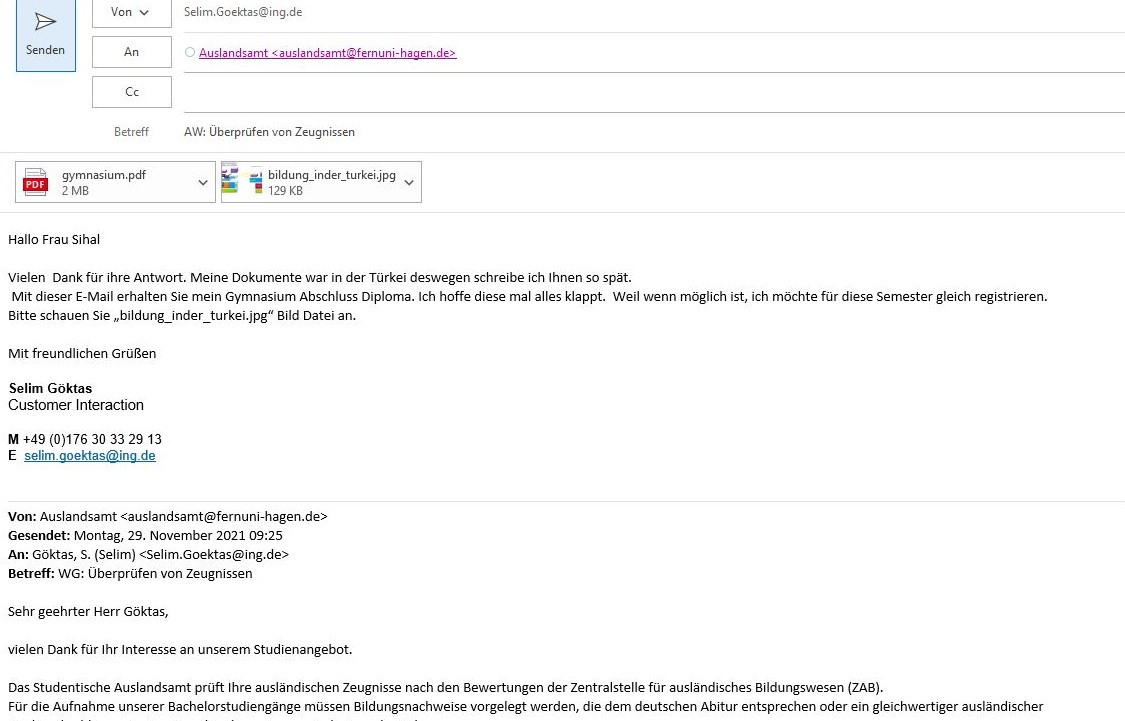 Von
Selim.Goektas@ing.de
Senden
An
Auslandsamt <auslandsamt@fernuni-hagen.de>
Cc
Betreff
AW: Überprüfen von Zeugnissen
PDF
gymnasium.pdf
2 MB
bildung_inder_turkei.jpg
129 KB
Hallo Frau Sihal
Vielen Dank für ihre Antwort. Meine Dokumente war in der Türkei deswegen schreibe ich Ihnen so spät.
Mit dieser E-Mail erhalten Sie mein Gymnasium Abschluss Diploma. Ich hoffe diese mal alles klappt. Weil wenn möglich ist, ich möchte für diese Semester gleich registrieren.
Bitte schauen Sie „bildung_inder_turkei.jpg“ Bild Datei an.
Mit freundlichen Grüßen
Selim Göktas
Customer Interaction
M +49 (0)176 30 33 29 13
E selim.goektas@ing.de
Von: Auslandsamt <auslandsamt@fernuni-hagen.de>
Gesendet: Montag, 29. November 2021 09:25
An: Göktas, S. (Selim) <Selim.Goektas@ing.de>
Betreff: WG: Überprüfen von Zeugnissen
Sehr geehrter Herr Göktas,
vielen Dank für Ihr Interesse an unserem Studienangebot.
Das Studentische Auslandsamt prüft Ihre ausländischen Zeugnisse nach den Bewertungen der Zentralstelle für ausländisches Bildungswesen (ZAB).
Für die Aufnahme unserer Bachelorstudiengänge müssen Bildungsnachweise vorgelegt werden, die dem deutschen Abitur entsprechen oder ein gleichwertiger ausländischer